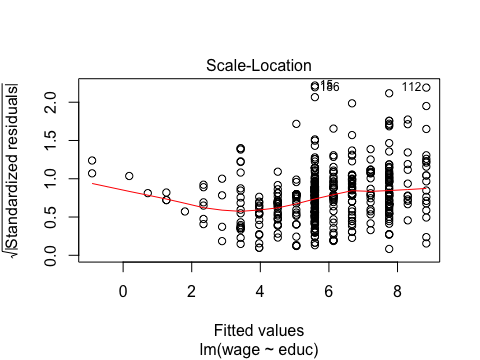 Scale-Location
√|Standardized residuals|
2.0
1.5
1.0
0.5
0.0
112
0 2 4 6 8
Fitted values
lm(wage ~ educ)